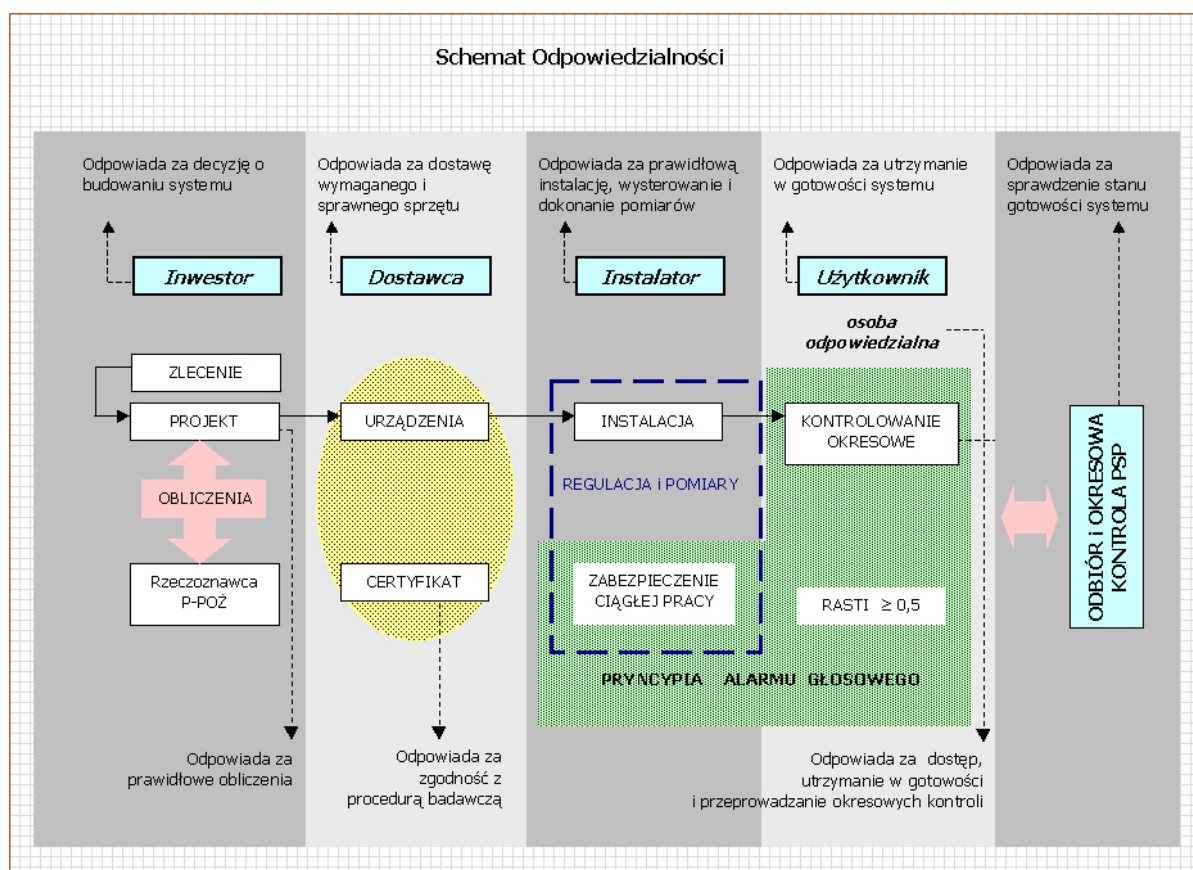 Schemat Odpowiedzialności
Odpowiada za decyzję o
budowaniu systemu
Odpowiada za dostawę
wymaganego i
sprawnego sprzętu
Odpowiada za prawidłową
instalację, wysterowanie i
dokonanie pomiarów
Odpowiada za utrzymanie
w gotowości systemu
Odpowiada za
sprawdzenie stanu
gotowości systemu
Inwestor
Dostawca
Instalator
Użytkownik
osoba
odpowiedzialna
ZLECENIE
PROJEKT
URZĄDZENIA
INSTALACJA
KONTROLOWANIE
OKRESOWE
OBLICZENIA
REGULACJA i POMIARY
ODBIÓR i OKRESOWA
KONTROLA PSP
Rzeczoznawca
P-POŻ
CERTYFIKAT
ZABEZPIECZENIE
CIĄGŁEJ PRACY
RASTI ≥ 0,5
PRYNCYPIA ALARMU GŁOSOWEGO
Odpowiada za
prawidłowe obliczenia
Odpowiada za
zgodność z
procedurą badawczą
Odpowiada za dostęp,
utrzymanie w gotowości
i przeprowadzanie okresowych kontroli